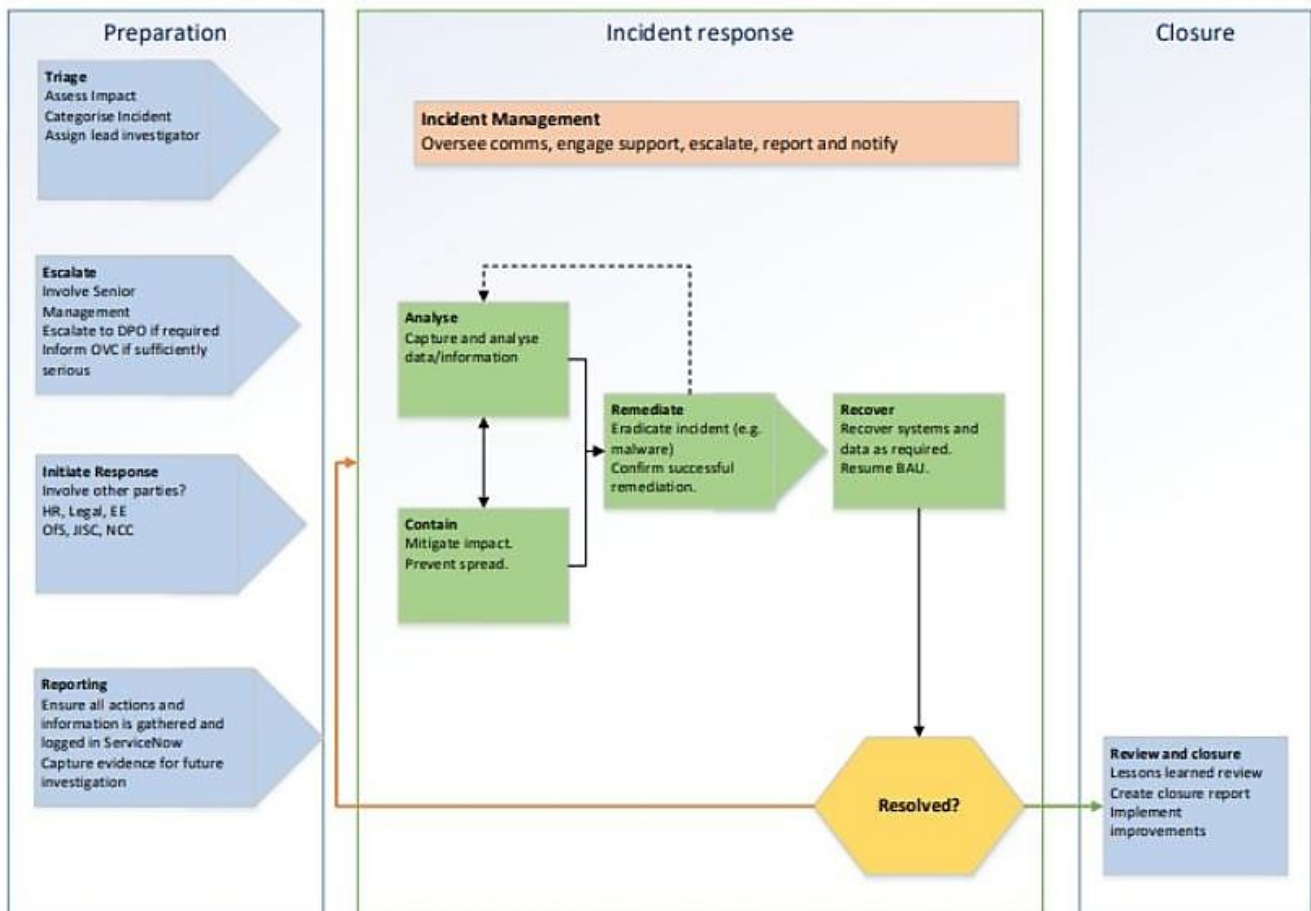 Preparation
Triage
Assess Impact
Categorise Incident
Assign lead investigator
Escalate
Involve Senior
Management
Escalate to DPO if required
Inform OVC if sufficiently
serious
Initiate Response
Involve other parties?
HR, Legal, EE
OfS, JISC, NCC
Reporting
Ensure all actions and
information is gathered and
logged in ServiceNow
Capture evidence for future
investigation
Incident response
Incident Management
Oversee comms, engage support, escalate, report and notify
Analyse
Capture and analyse
data/information
Contain
Mitigate impact.
Prevent spread.
Remediate
Eradicate incident (e.g.
malware)
Confirm successful
remediation.
Recover
Recover systems and
data as required.
Resume BAU.
Resolved?
Closure
Review and closure
Lessons learned review
Create closure report
Implement
improvements